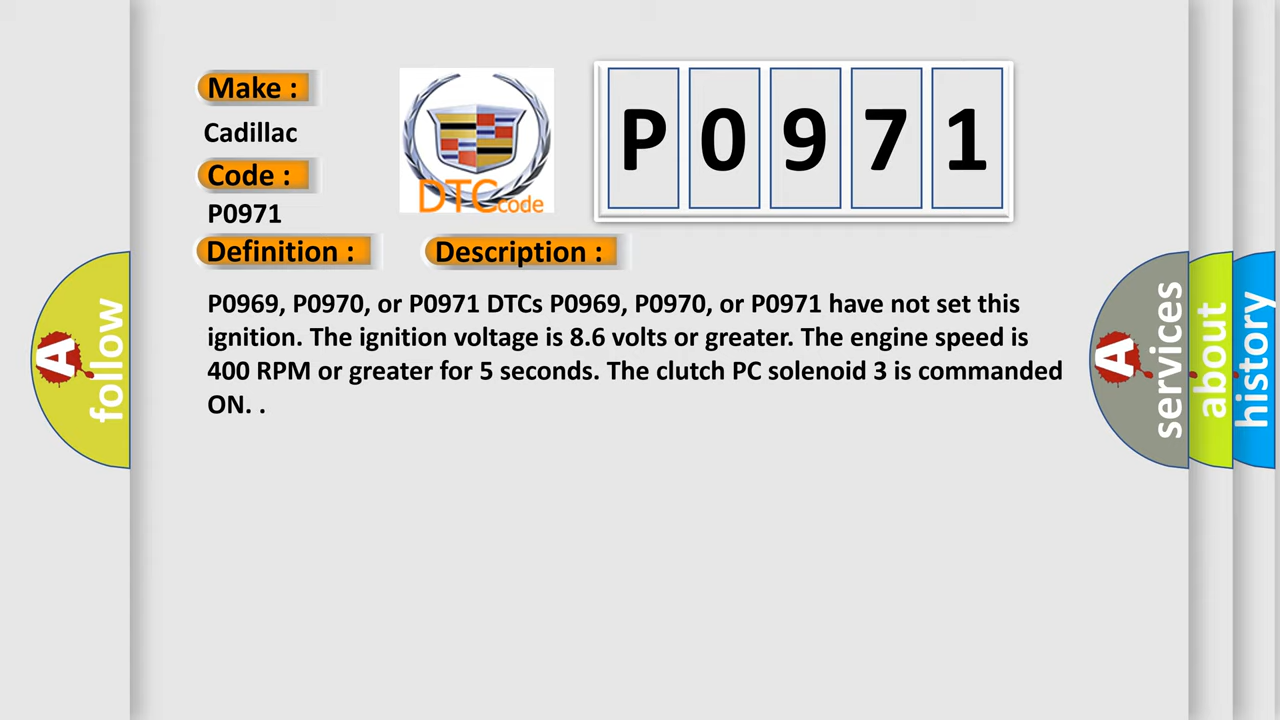 Make :
Cadillac
Code :
P0971
Definition :
Description :
DTC code
P0971
P0969, P0970, or P0971 DTCs P0969, P0970, or P0971 have not set this
ignition. The ignition voltage is 8.6 volts or greater. The engine speed is
400 RPM or greater for 5 seconds. The clutch PC solenoid 3 is commanded
ON. .
A
follow
A
services
about
history